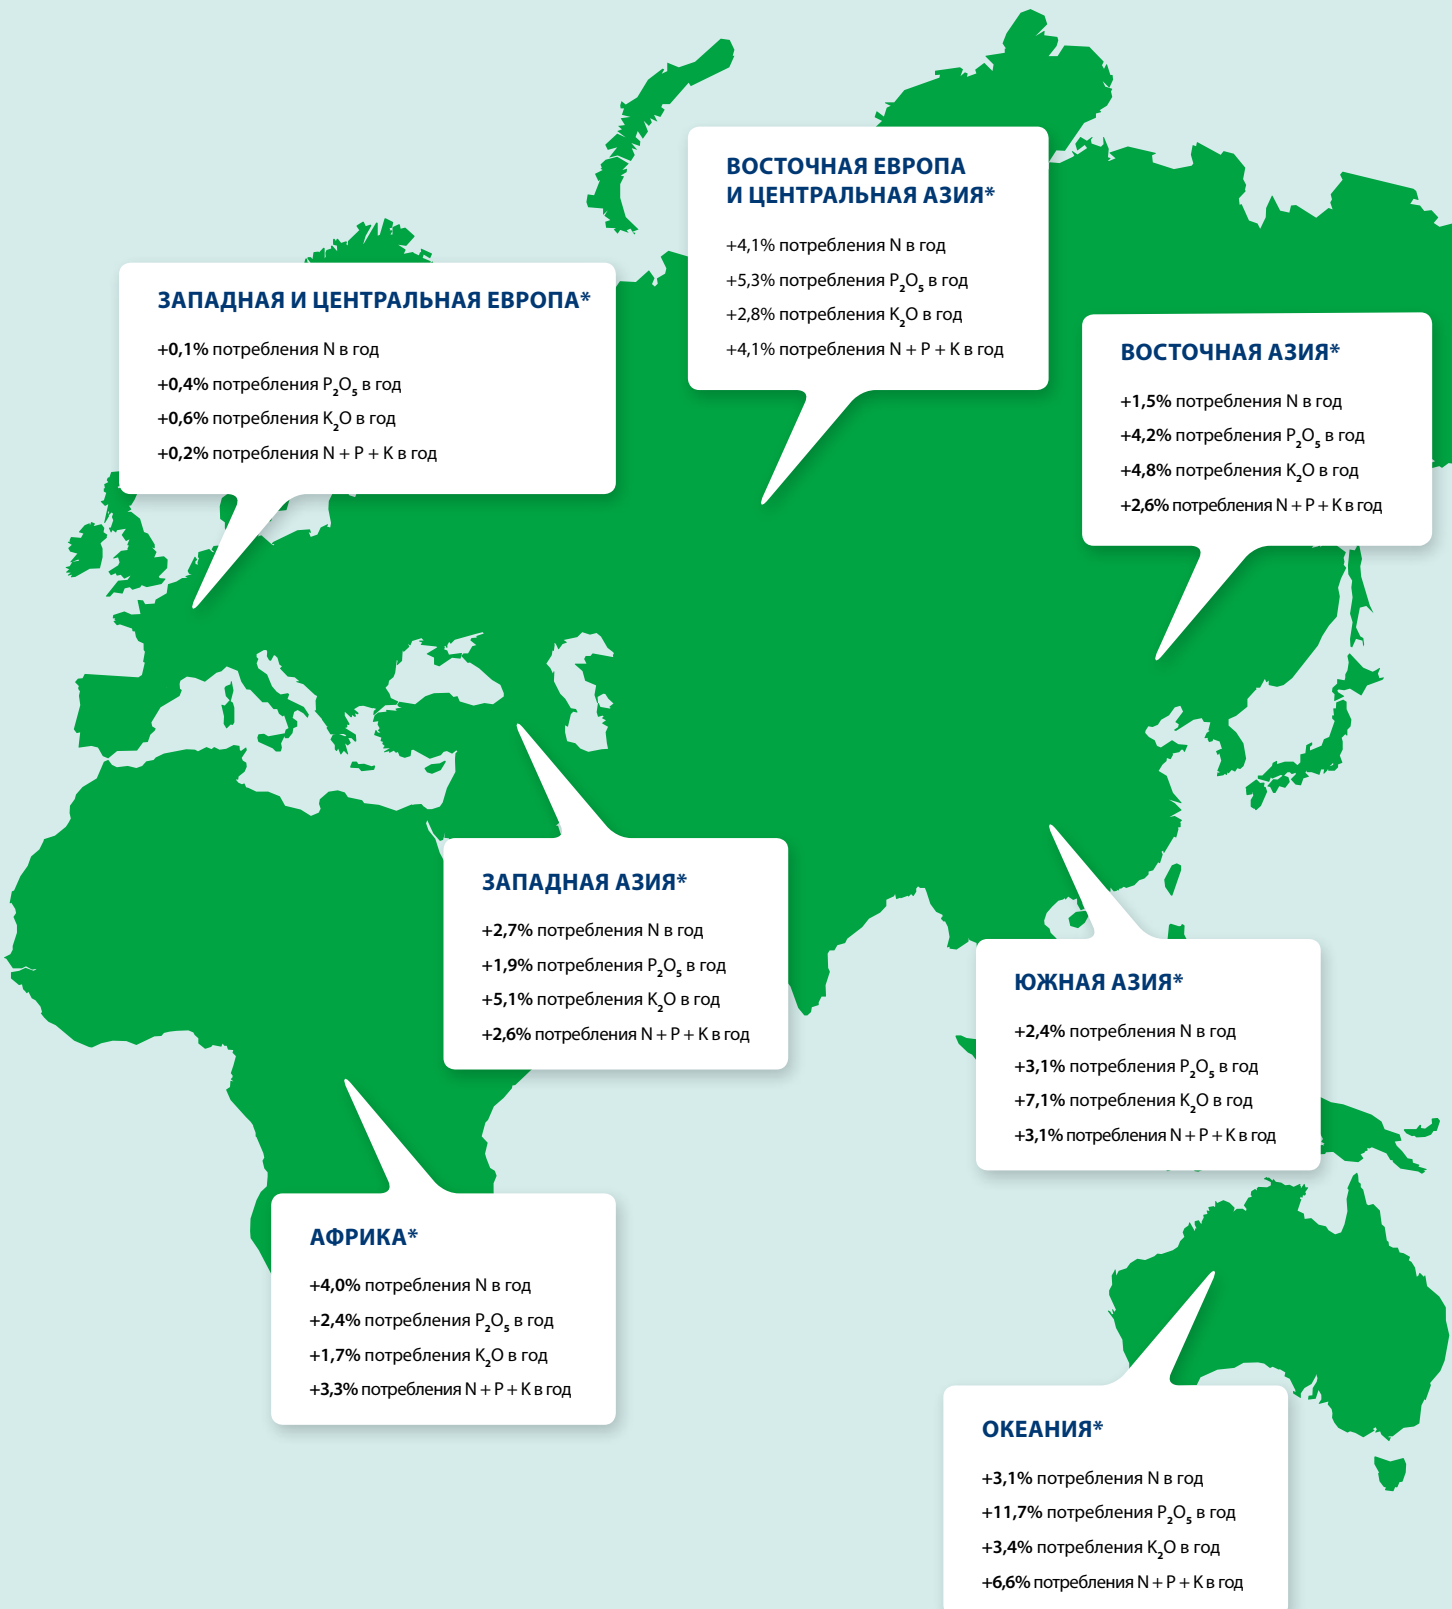 ВОСТОЧНАЯ ЕВРОПА
И ЦЕНТРАЛЬНАЯ АЗИЯ*
+4,1% потребления N в год
+5,3% потребления P₂O₅ в год
+2,8% потребления K₂O в год
+4,1% потребления N + P + K в год
ЗАПАДНАЯ И ЦЕНТРАЛЬНАЯ ЕВРОПА*
+0,1% потребления N в год
+0,4% потребления P₂O₅ в год
+0,6% потребления K₂O в год
+0,2% потребления N + P + K в год
ВОСТОЧНАЯ АЗИЯ*
+1,5% потребления N в год
+4,2% потребления P₂O₅ в год
+4,8% потребления K₂O в год
+2,6% потребления N + P + K в год
ЗАПАДНАЯ АЗИЯ*
+2,7% потребления N в год
+1,9% потребления P₂O₅ в год
+5,1% потребления K₂O в год
+2,6% потребления N + P + K в год
ЮЖНАЯ АЗИЯ*
+2,4% потребления N в год
+3,1% потребления P₂O₅ в год
+7,1% потребления K₂O в год
+3,1% потребления N + P + K в год
АФРИКА*
+4,0% потребления N в год
+2,4% потребления P₂O₅ в год
+1,7% потребления K₂O в год
+3,3% потребления N + P + K в год
ОКЕАНИЯ*
+3,1% потребления N в год
+11,7% потребления P₂O₅ в год
+3,4% потребления K₂O в год
+6,6% потребления N + P + K в год